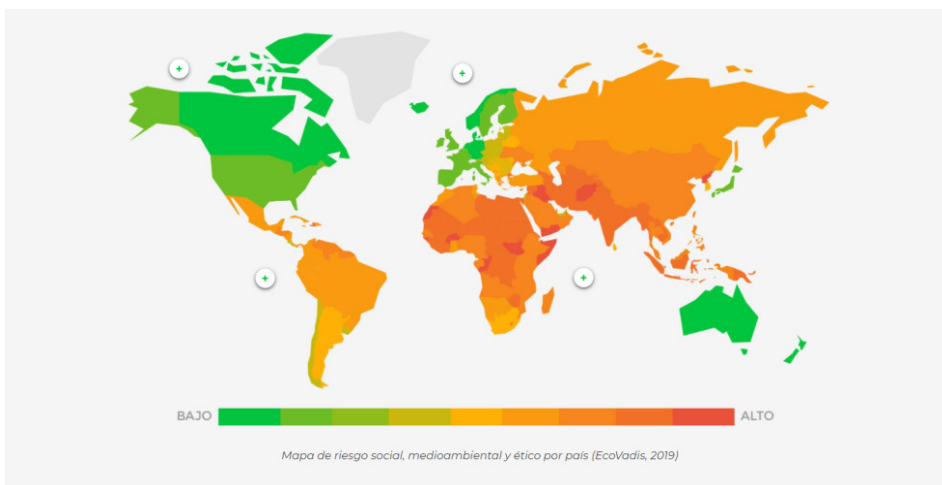 BAJO
ALTO
Mapa de riesgo social, medioambiental y ético por país (EcoVadis, 2019)